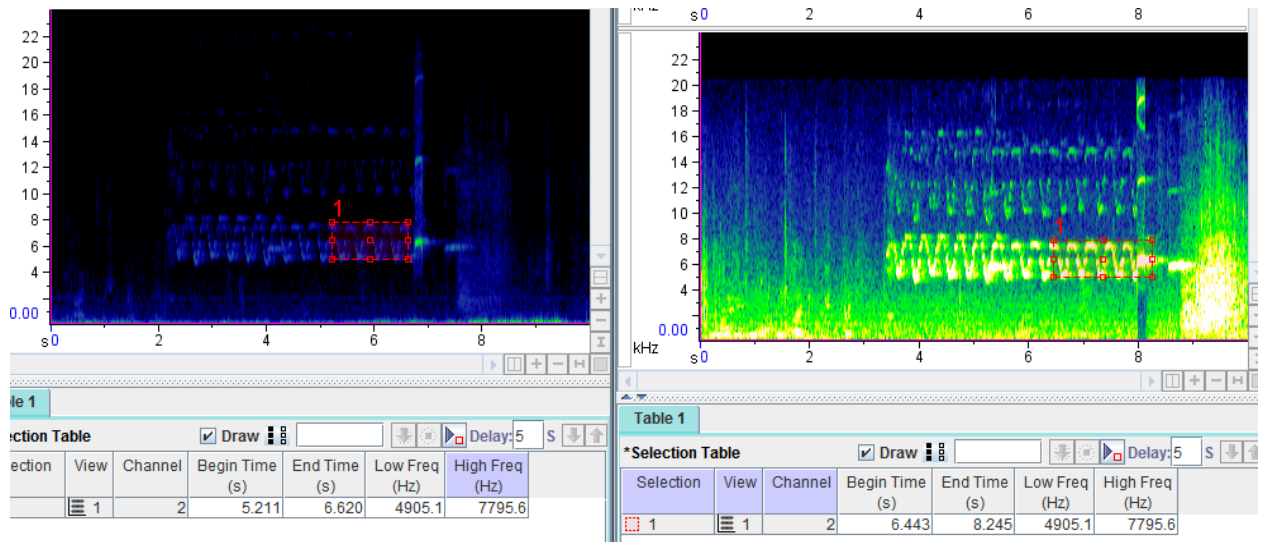 22
20
18
16
14
12
10
8
6
4
0.00
1
s 0 2 4 6 8
le 1
ection Table Draw Delay: 5 S
ection View Channel Begin Time (s) End Time (s) Low Freq (Hz) High Freq (Hz)
1 2 5.211 6.620 4905.1 7795.6
s 0 2 4 6 8
22
20
18
16
14
12
10
8
6
4
0.00
kHz
1
s 0 2 4 6 8
Table 1
*Selection Table Draw Delay: 5 S
Selection View Channel Begin Time (s) End Time (s) Low Freq (Hz) High Freq (Hz)
1 1 2 6.443 8.245 4905.1 7795.6